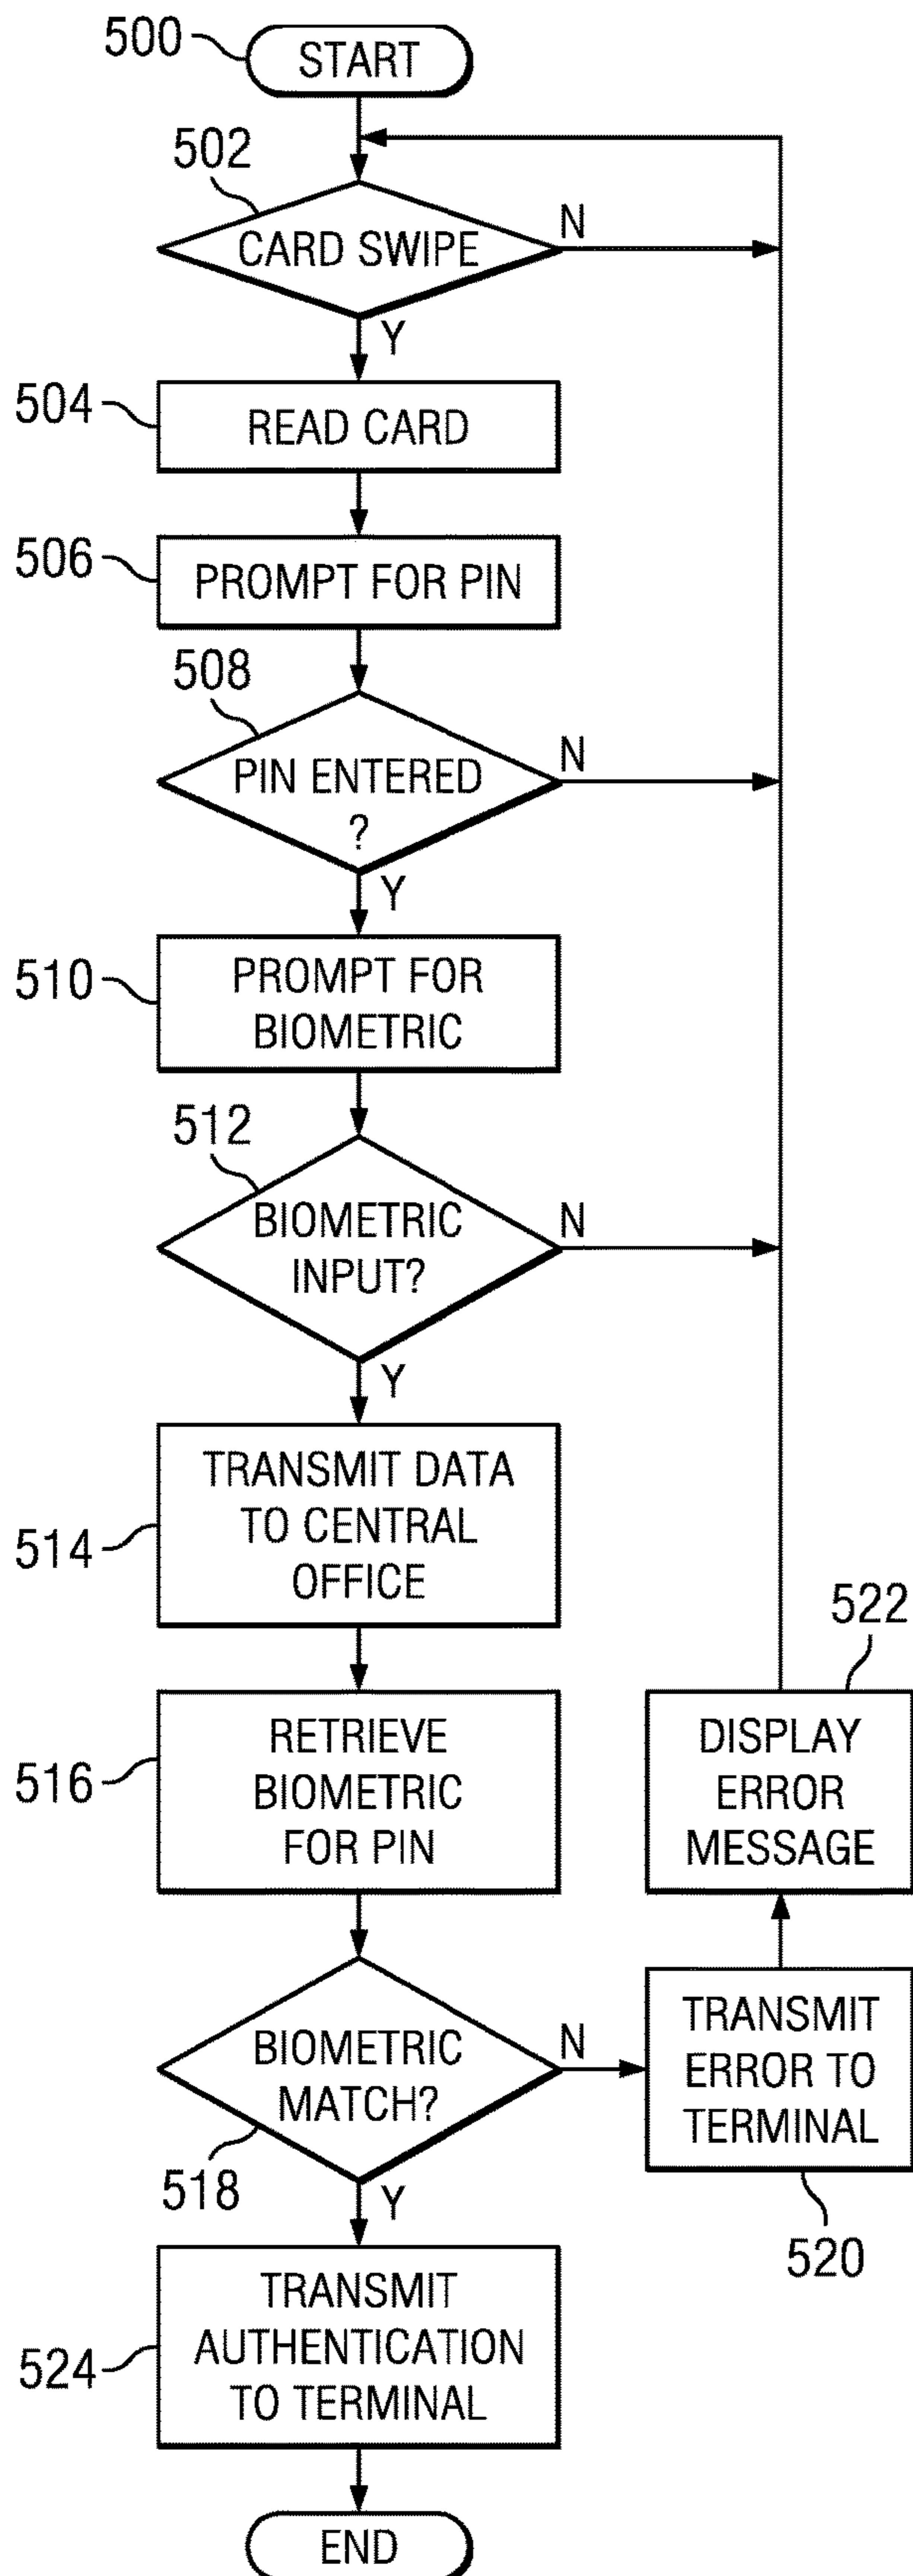 500
START
502
CARD SWIPE
N
Y
504
READ CARD
506
PROMPT FOR PIN
508
PIN ENTERED
?
N
Y
510
PROMPT FOR
BIOMETRIC
512
BIOMETRIC
INPUT?
N
Y
514
TRANSMIT DATA
TO CENTRAL
OFFICE
516
RETRIEVE
BIOMETRIC
FOR PIN
518
BIOMETRIC
MATCH?
N
Y
520
TRANSMIT
ERROR TO
TERMINAL
522
DISPLAY
ERROR
MESSAGE
524
TRANSMIT
AUTHENTICATION
TO TERMINAL
END